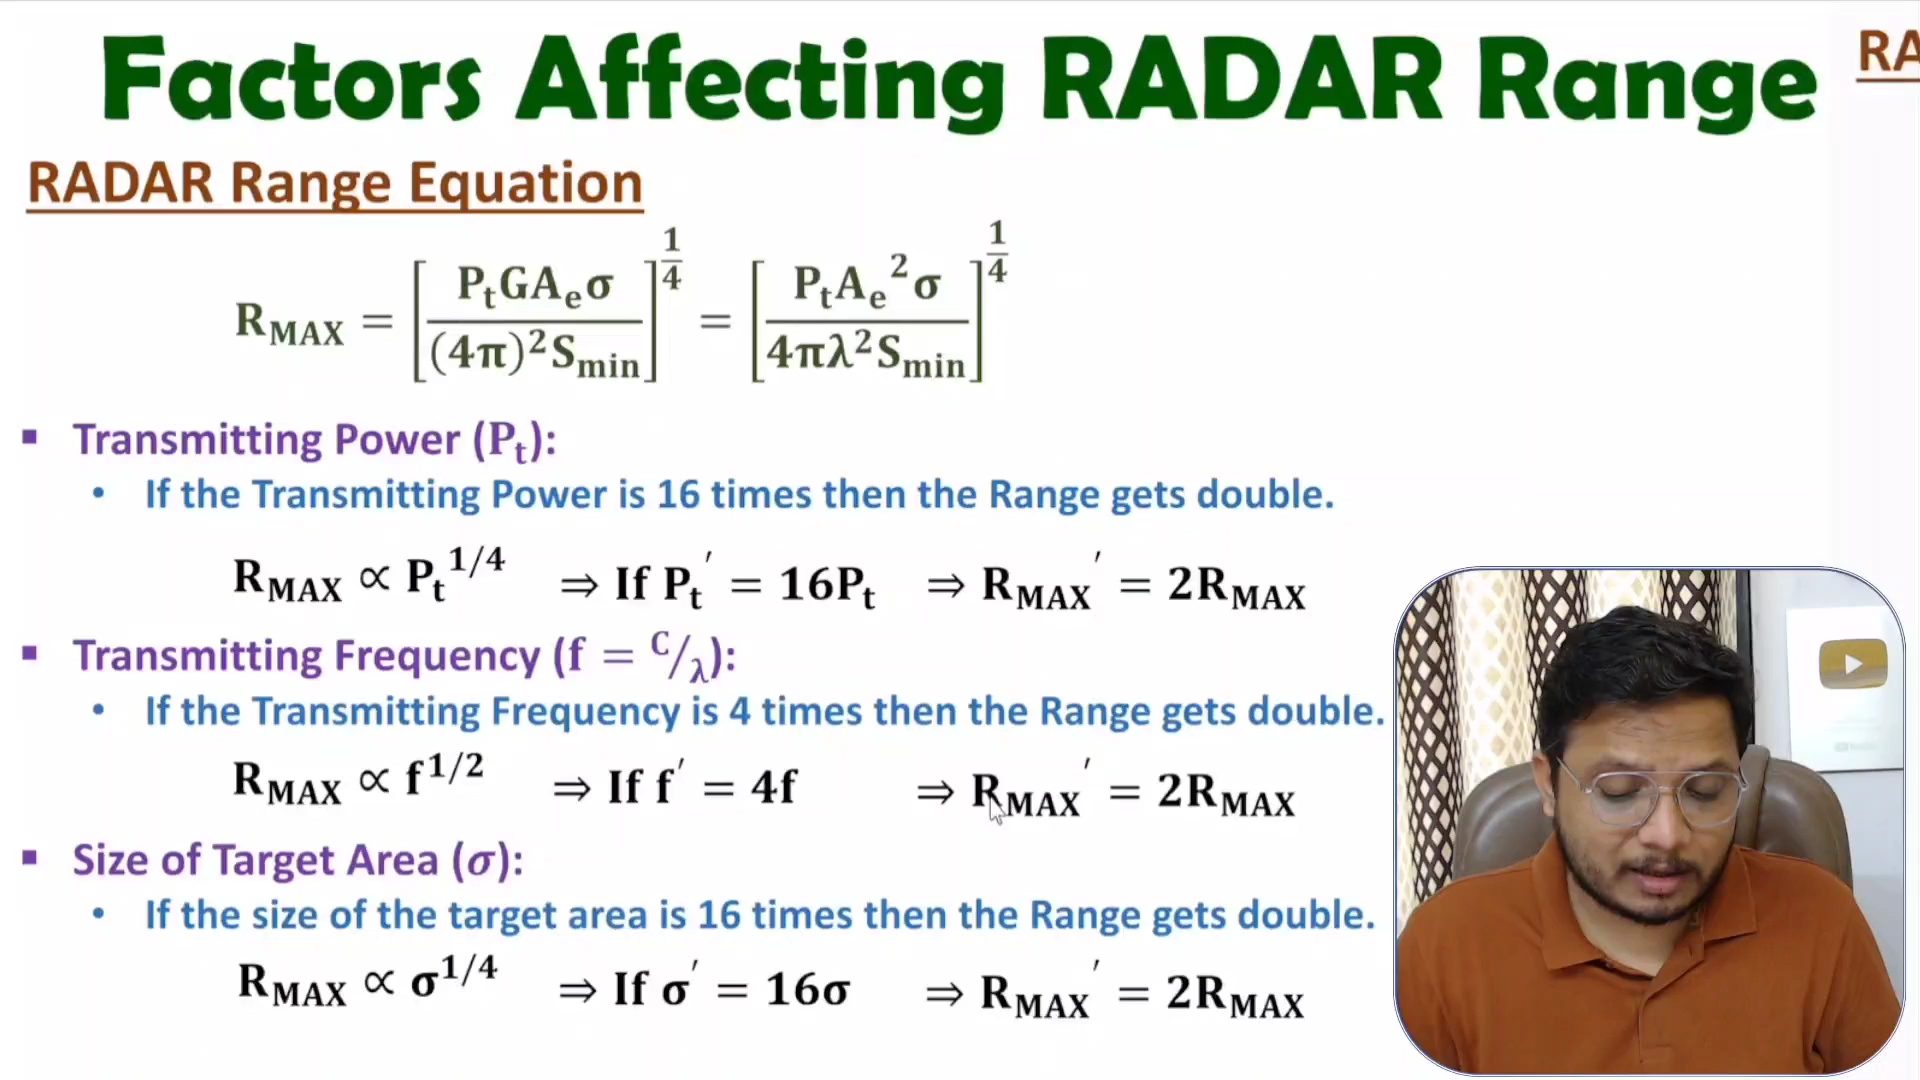 Factors Affecting RADAR Range
RA
RADAR Range Equation
R_MAX = [P_tGA_eσ / (4π)²S_min]^(1/4) = [P_tA_e²σ / 4πλ²S_min]^(1/4)
▪ Transmitting Power (P_t):
• If the Transmitting Power is 16 times then the Range gets double.
R_MAX ∝ P_t^(1/4) ⇒ If P_t′ = 16P_t ⇒ R_MAX′ = 2R_MAX
▪ Transmitting Frequency (f = C/λ):
• If the Transmitting Frequency is 4 times then the Range gets double.
R_MAX ∝ f^(1/2) ⇒ If f′ = 4f ⇒ R_MAX′ = 2R_MAX
▪ Size of Target Area (σ):
• If the size of the target area is 16 times then the Range gets double.
R_MAX ∝ σ^(1/4) ⇒ If σ′ = 16σ ⇒ R_MAX′ = 2R_MAX